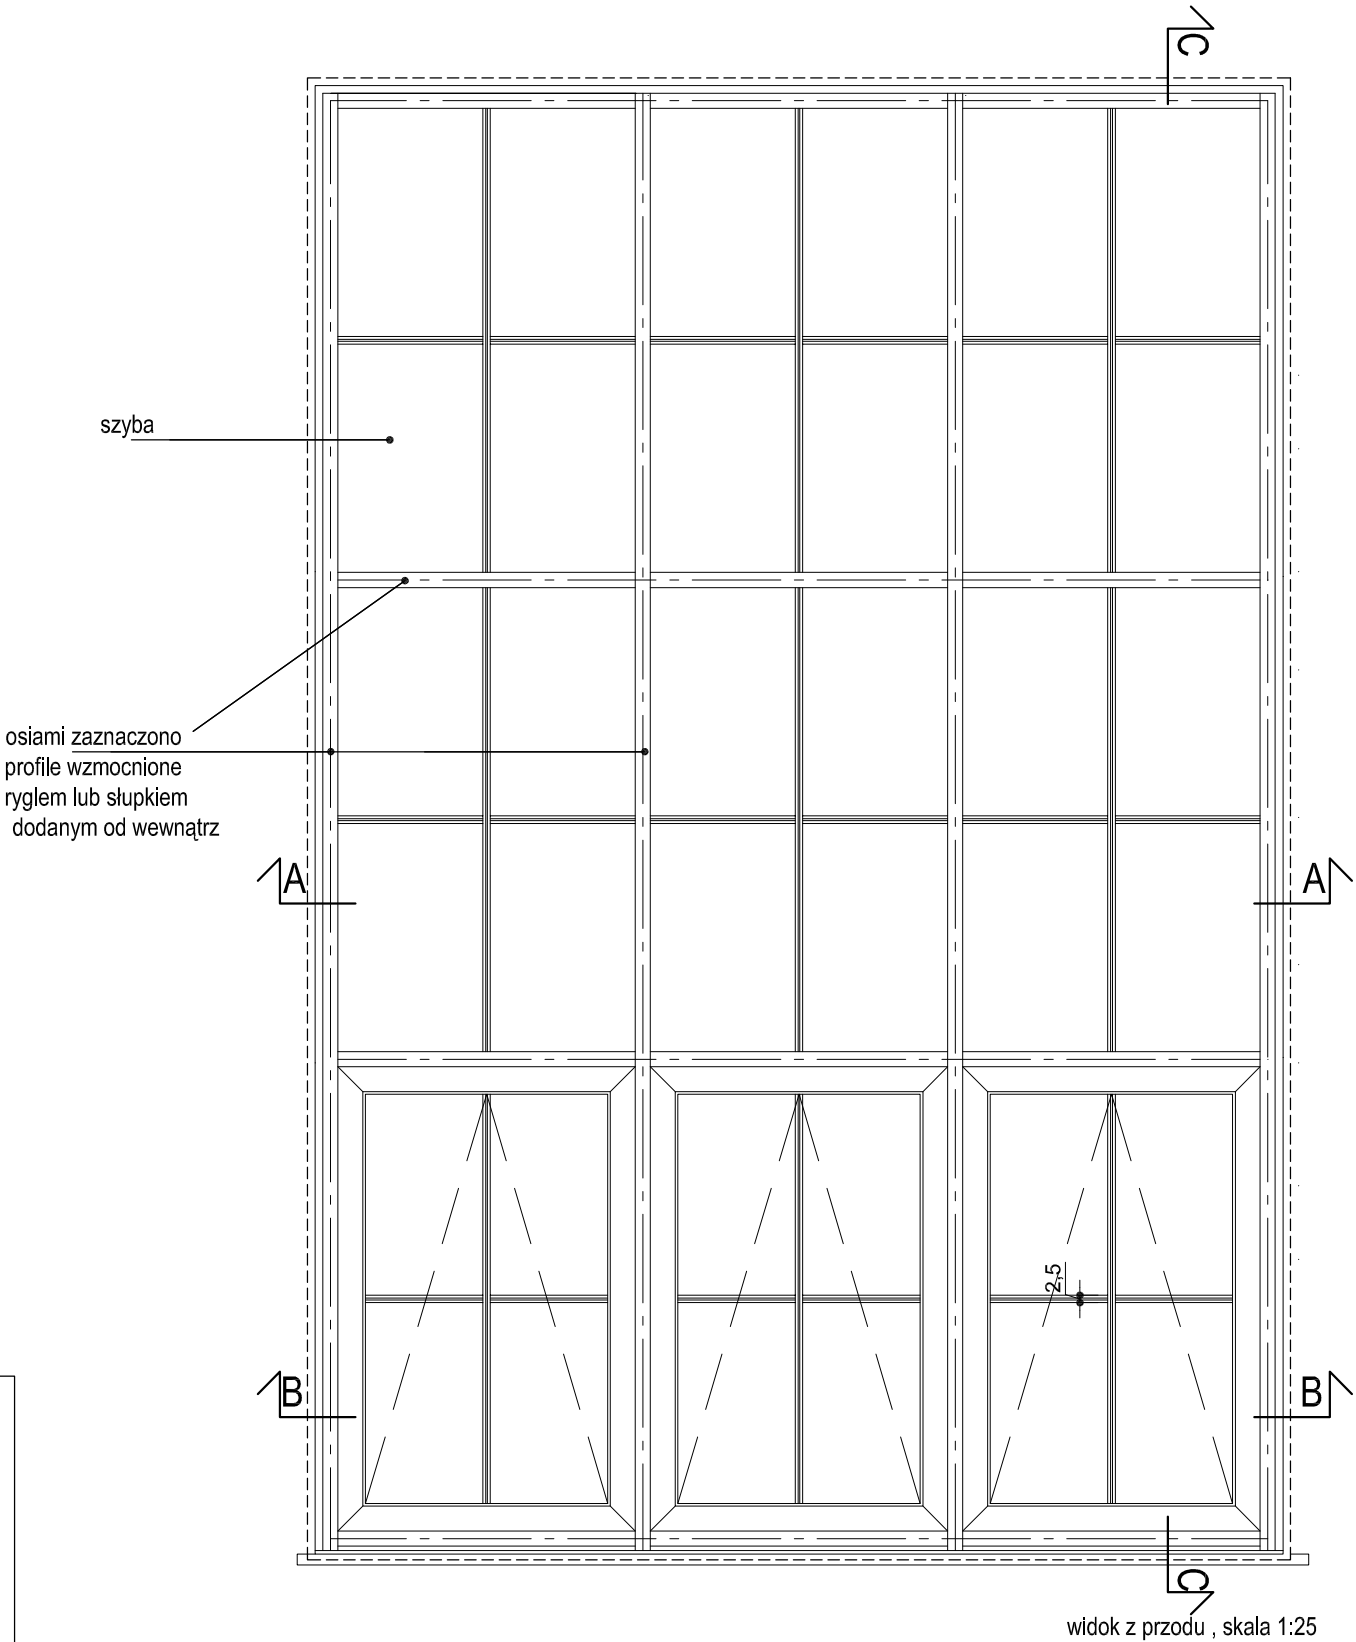 C
szyba
osiami zaznaczono
profile wzmocnione
ryglem lub słupkiem
dodanym od wewnątrz
A A
2,5
B B
C
widok z przodu , skala 1:25